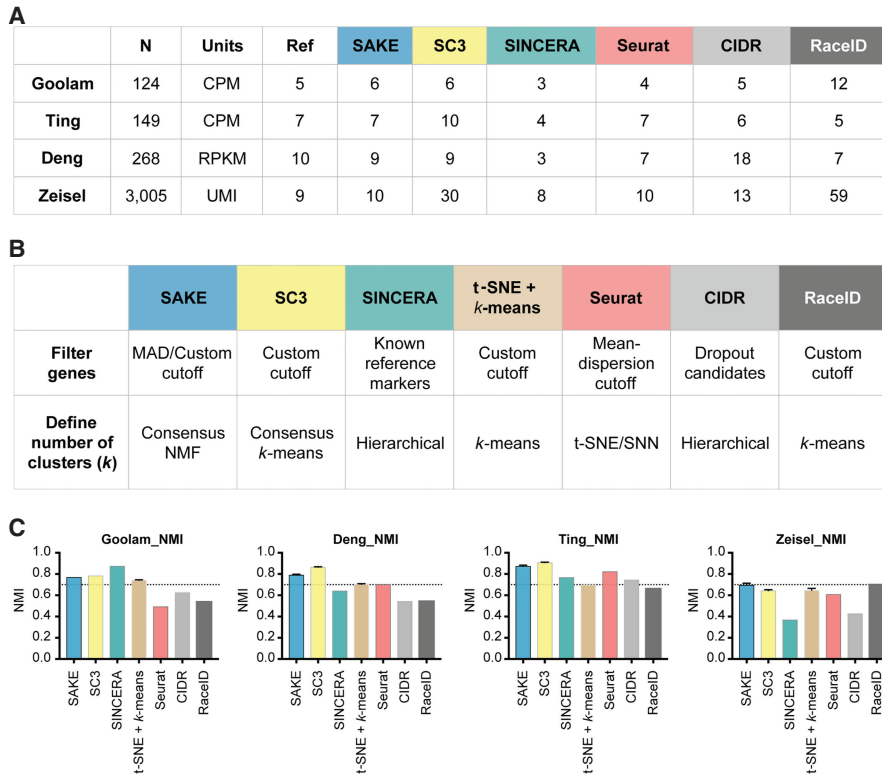 A
N Units Ref SAKE SC3 SINCERA Seurat CIDR RaceID
Goolam 124 CPM 5 6 6 3 4 5 12
Ting 149 CPM 7 7 10 4 7 6 5
Deng 268 RPKM 10 9 9 3 7 18 7
Zeisel 3,005 UMI 9 10 30 8 10 13 59
B
SAKE SC3 SINCERA t-SNE + k-means Seurat CIDR RaceID
Filter genes MAD/Custom cutoff Custom cutoff Known reference markers Custom cutoff Mean-dispersion cutoff Dropout candidates Custom cutoff
Define number of clusters (k) Consensus NMF Consensus k-means Hierarchical k-means t-SNE/SNN Hierarchical k-means
C
Goolam_NMI
NMI
1.0
0.8
0.6
0.4
0.2
0.0
SAKE
SC3
SINCERA
t-SNE + k-means
Seurat
CIDR
RaceID
Deng_NMI
NMI
1.0
0.8
0.6
0.4
0.2
0.0
SAKE
SC3
SINCERA
t-SNE + k-means
Seurat
CIDR
RaceID
Ting_NMI
NMI
1.0
0.8
0.6
0.4
0.2
0.0
SAKE
SC3
SINCERA
t-SNE + k-means
Seurat
CIDR
RaceID
Zeisel_NMI
NMI
1.0
0.8
0.6
0.4
0.2
0.0
SAKE
SC3
SINCERA
t-SNE + k-means
Seurat
CIDR
RaceID